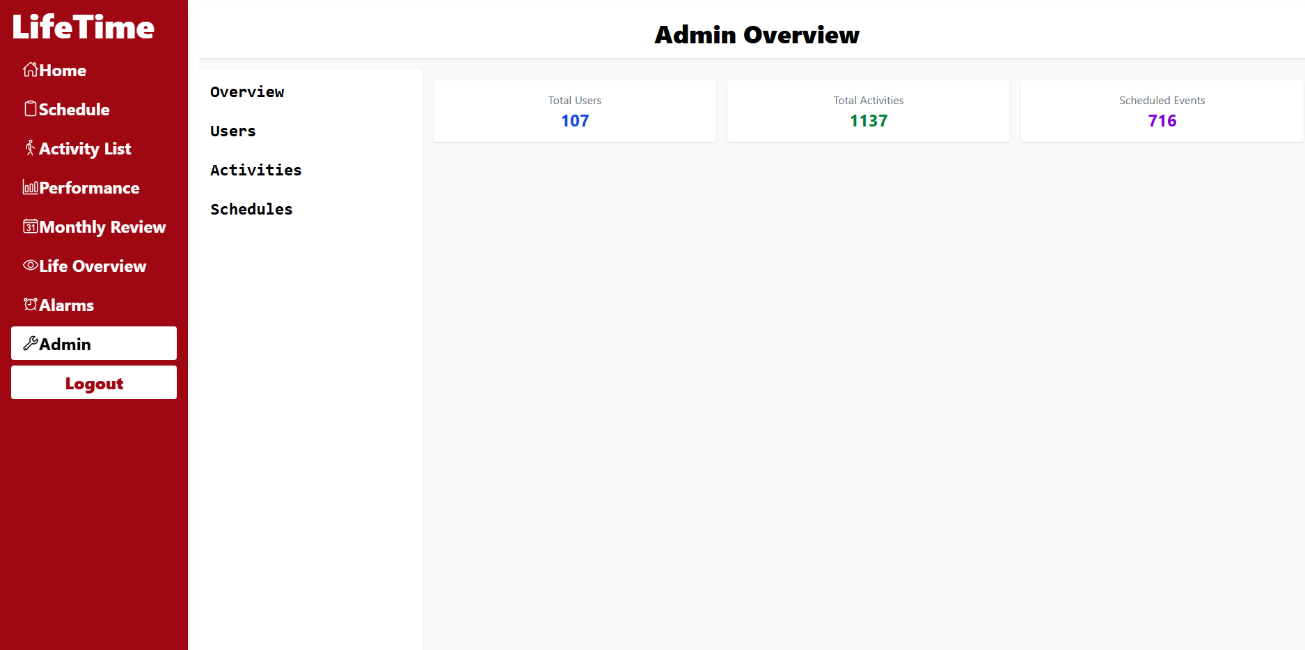 LifeTime
Home
Schedule
Activity List
Performance
31 Monthly Review
Life Overview
Alarms
Admin
Logout
Admin Overview
Overview
Users
Activities
Schedules
Total Users
107
Total Activities
1137
Scheduled Events
716